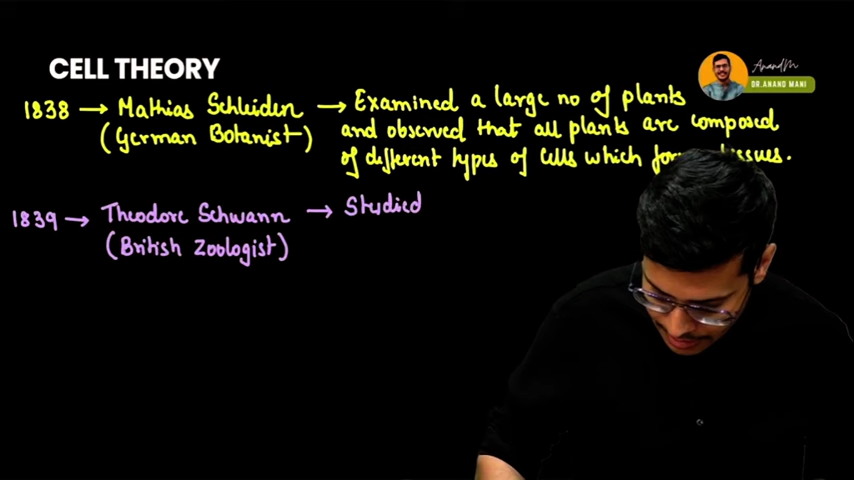 CELL THEORY
AnandM
DR.ANAND MANI
1838 → Mathias Schleiden → Examined a large no of plants
(German Botanist) and observed that all plants are composed
of different types of cells which form tissues.
1839 → Theodore Schwann → Studied
(British Zoologist)